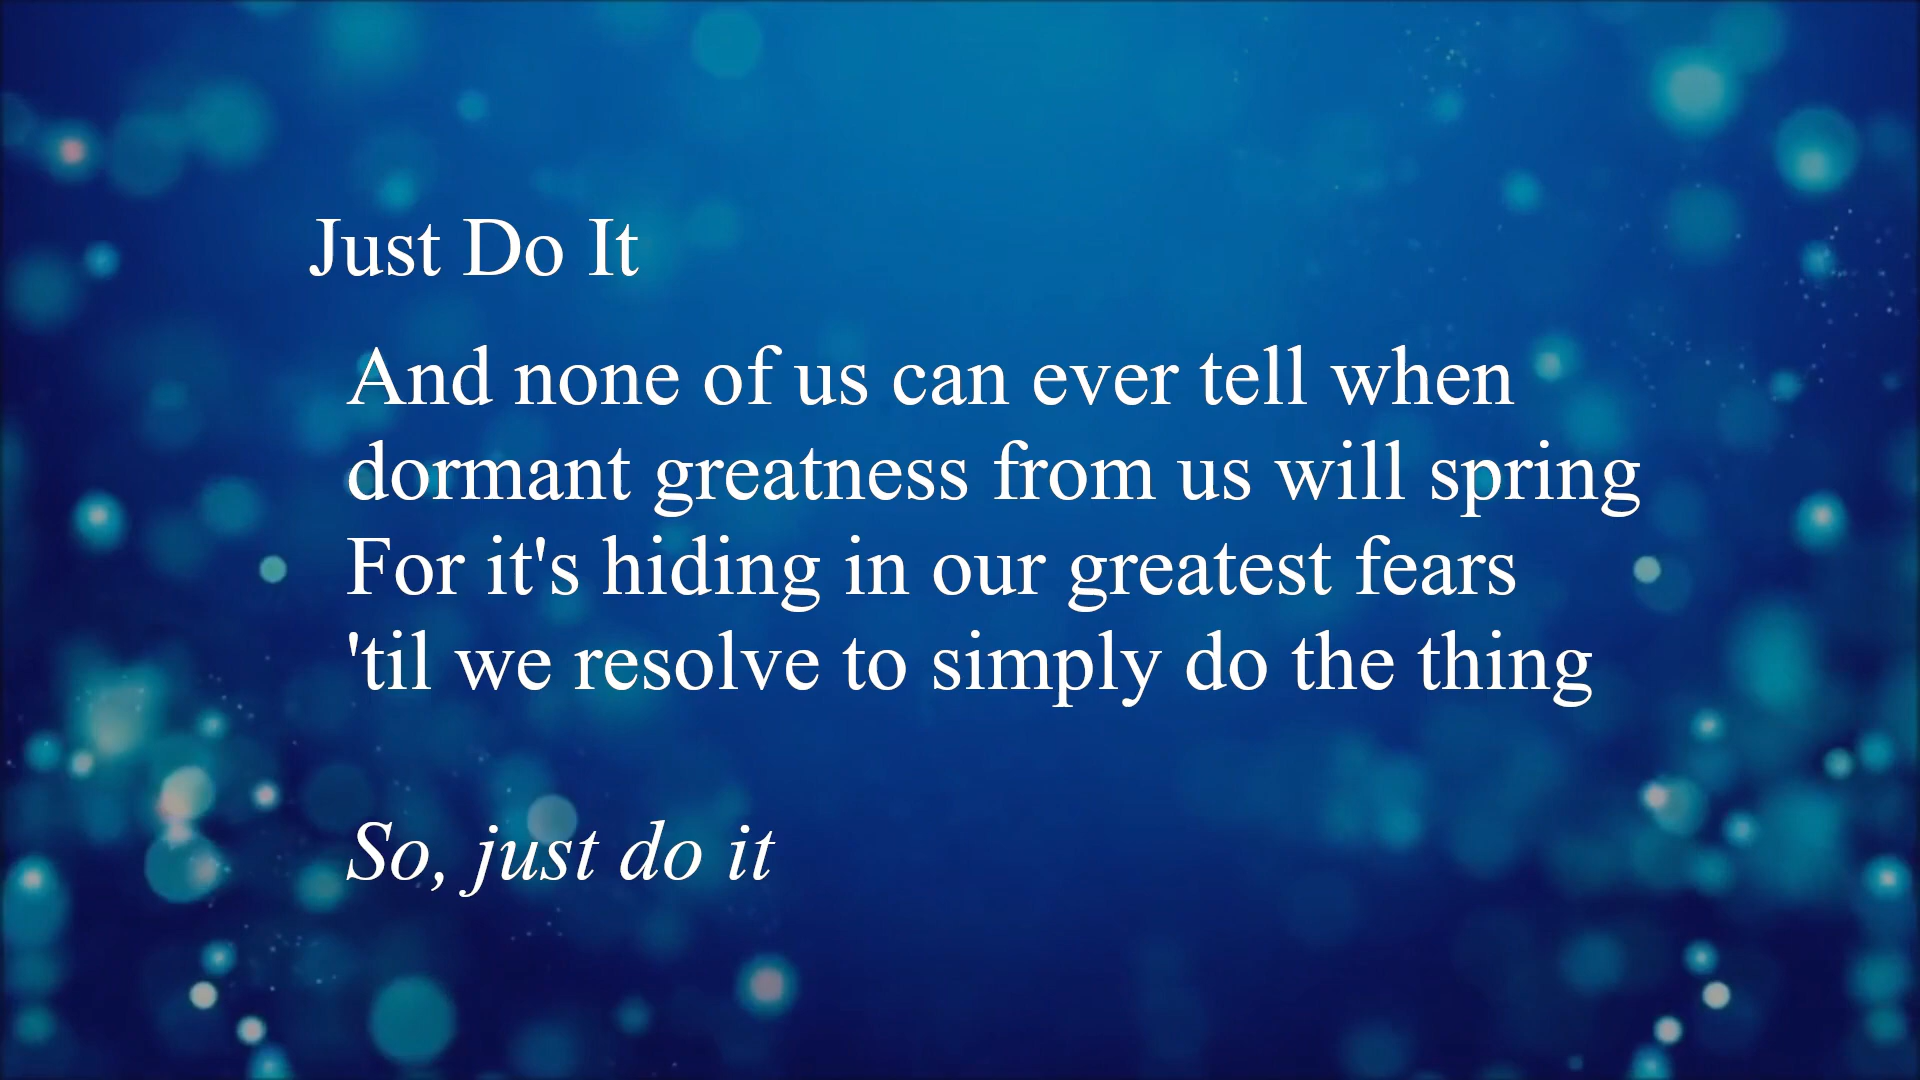 Just Do It
And none of us can ever tell when
dormant greatness from us will spring
For it's hiding in our greatest fears
'til we resolve to simply do the thing
So, just do it